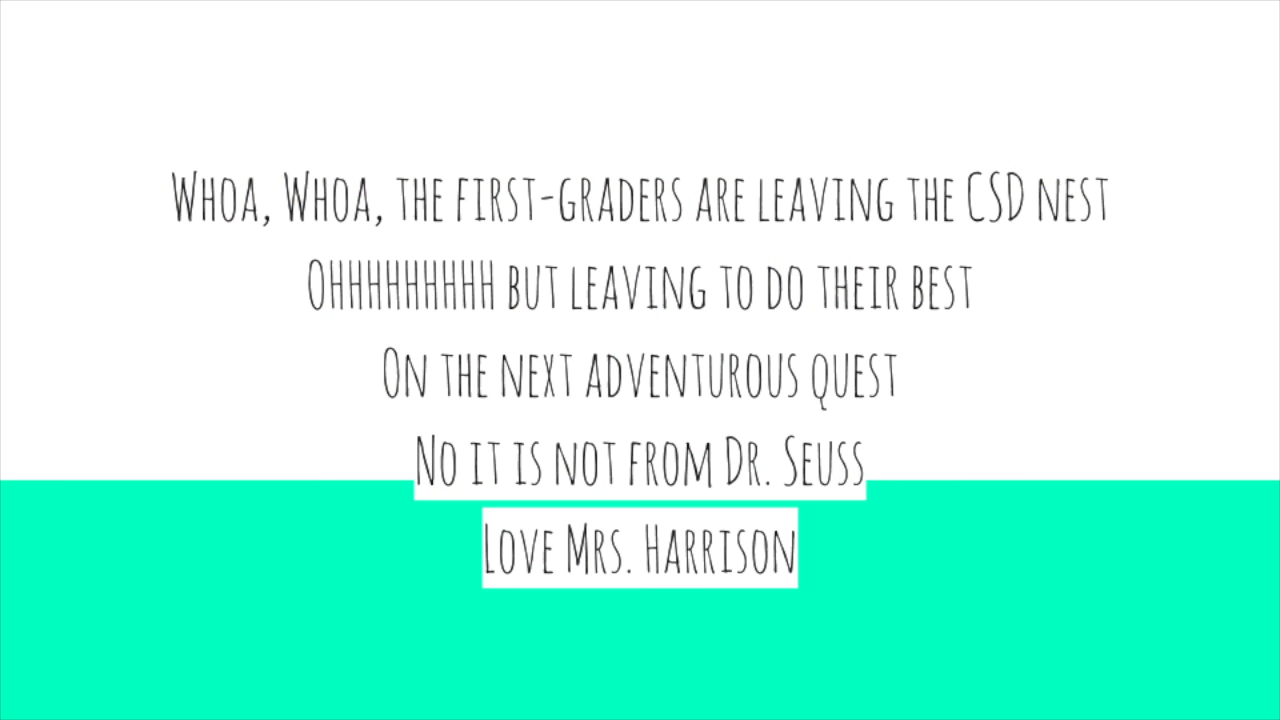 Whoa, Whoa, the first-graders are leaving the CSD nest
Ohhhhhhhhh but leaving to do their best
On the next adventurous quest
No it is not from Dr. Seuss
Love Mrs. Harrison